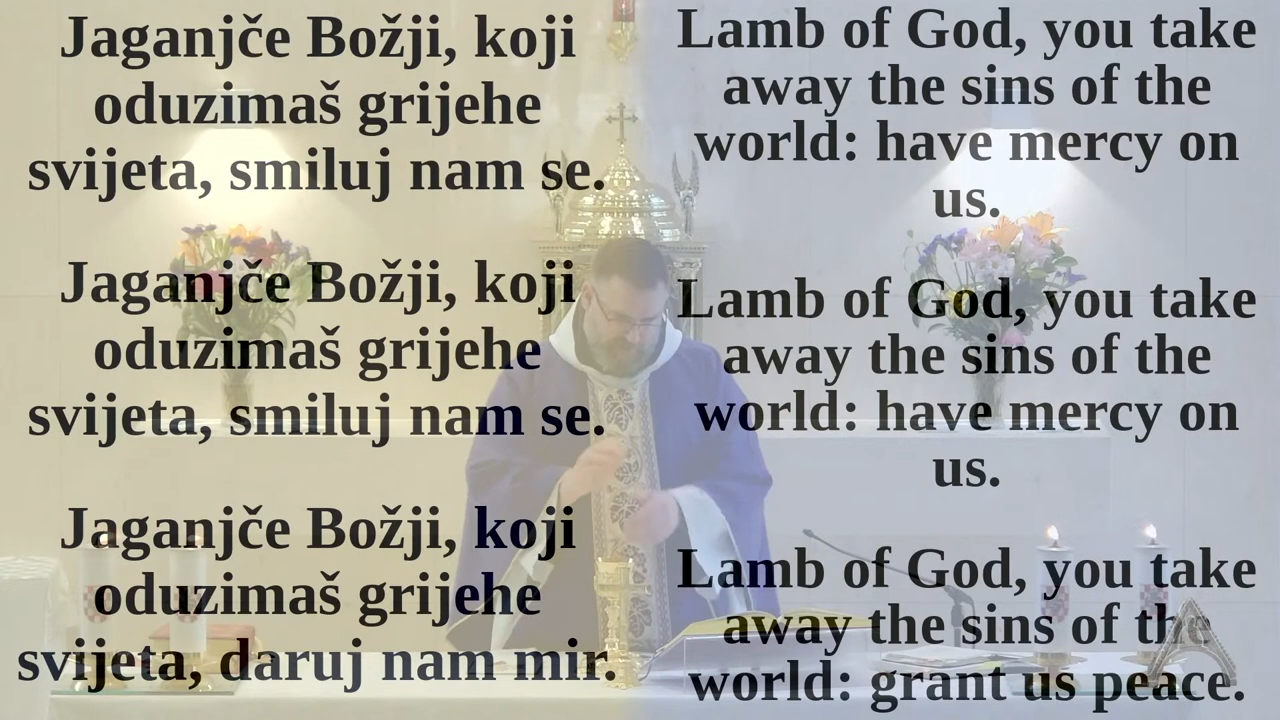 Jaganjče Božji, koji
oduzimaš grijehe
svijeta, smiluj nam se.
Jaganjče Božji, koji
oduzimaš grijehe
svijeta, smiluj nam se.
Jaganjče Božji, koji
oduzimaš grijehe
svijeta, daruj nam mir.
Lamb of God, you take
away the sins of the
world: have mercy on
us.
Lamb of God, you take
away the sins of the
world: have mercy on
us.
Lamb of God, you take
away the sins of the
world: grant us peace.